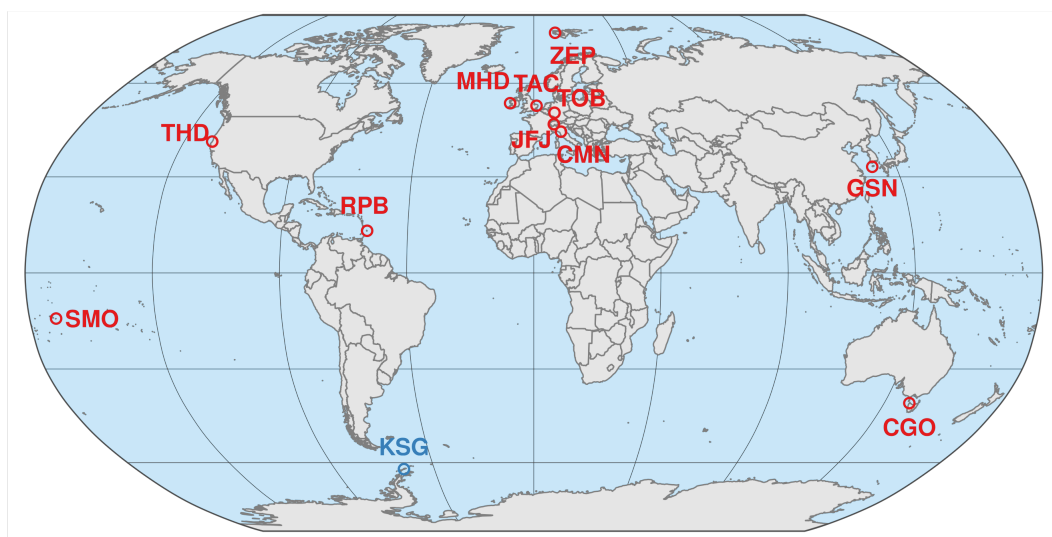 ZEP
MHD
TAC
TOB
THD
JFJ
CMN
GSN
RPB
SMO
CGO
KSG